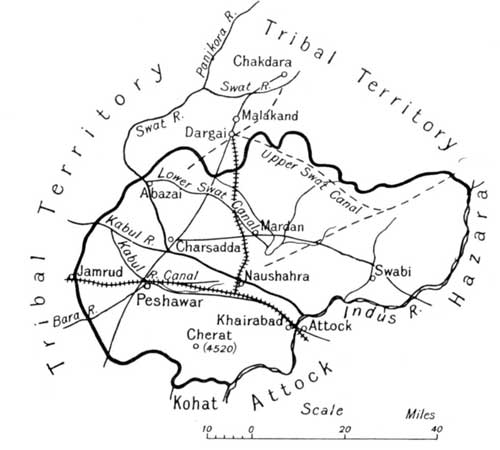 Panjkora R.
Tribal Territory
Chakdara
Swat R.
Tribal Territory
Swat R.
Malakand
Dargai
Upper Swat Canal
Lower Swat Canal
Abazai
Hazara
Kabul R.
Mardan
Charsadda
Kabul R. Canal
Jamrud
Naushahra
Swabi
Peshawar
Bara R.
Indus R.
Khairabad
Attock
Cherat
(4520)
Attock
Kohat
Scale
Miles
10 0 20 40